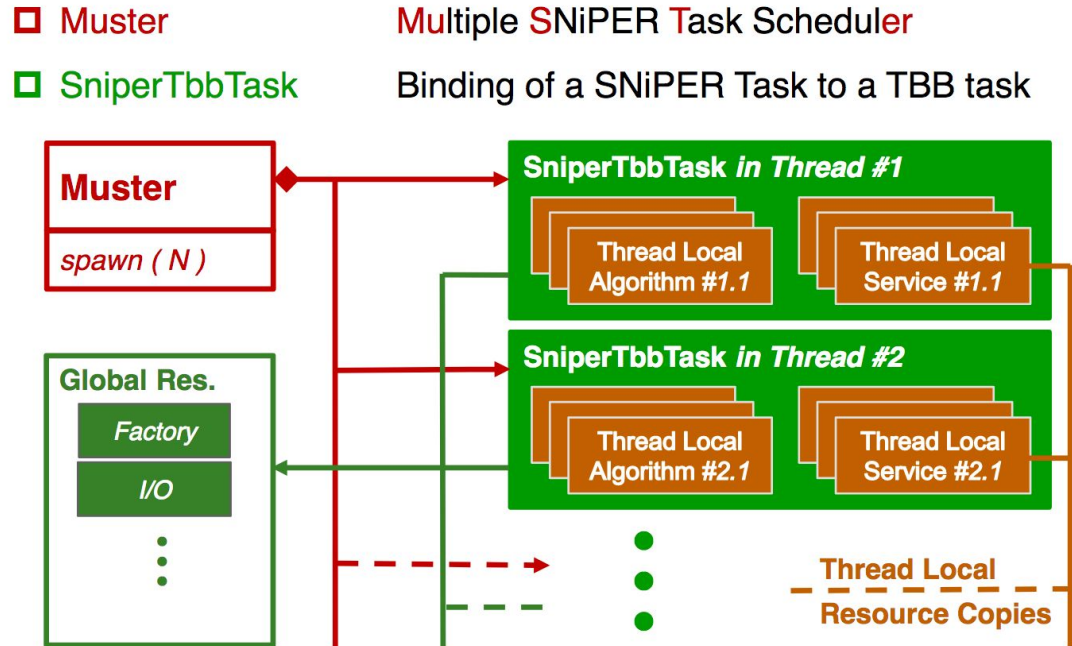 Muster Multiple SNiPER Task Scheduler
SniperTbbTask Binding of a SNiPER Task to a TBB task
Muster
spawn ( N )
SniperTbbTask in Thread #1
Thread Local
Algorithm #1.1
Thread Local
Service #1.1
SniperTbbTask in Thread #2
Thread Local
Algorithm #2.1
Thread Local
Service #2.1
Global Res.
Factory
I/O
Thread Local
Resource Copies